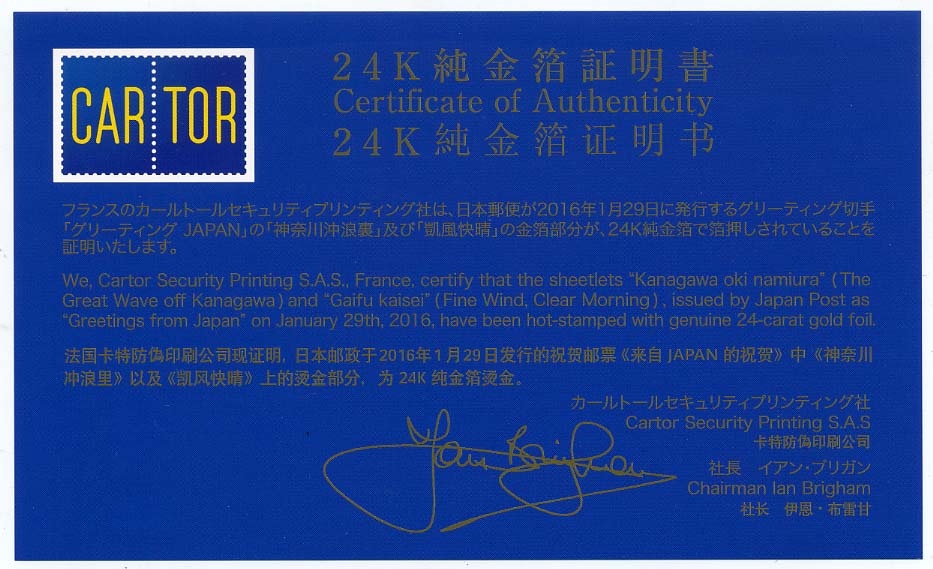 CARTOR
24K純金箔証明書
Certificate of Authenticity
24K純金箔证明书
フランスのカールトールセキュリティプリンティング社は、日本郵便が2016年1月29日に発行するグリーティング切手
「グリーティング JAPAN」の「神奈川沖浪裏」及び「凱風快晴」の金箔部分が、24K純金箔で箔押しされていることを
証明いたします。
We, Cartor Security Printing S.A.S., France, certify that the sheetlets “Kanagawa oki namiura” (The
Great Wave off Kanagawa) and “Gaifu kaisei” (Fine Wind, Clear Morning), issued by Japan Post as
“Greetings from Japan” on January 29th, 2016, have been hot-stamped with genuine 24-carat gold foil.
法国卡特防偽印刷公司现证明，日本邮政于2016年1月29日发行的祝贺邮票《来自 JAPAN 的祝贺》中《神奈川
冲浪里》以及《凯风快晴》上的烫金部分，为 24K 纯金箔烫金。
カールトールセキュリティプリンティング社
Cartor Security Printing S.A.S
卡特防偽印刷公司
社長　イアン・ブリガン
Chairman Ian Brigham
社长　伊恩・布雷甘